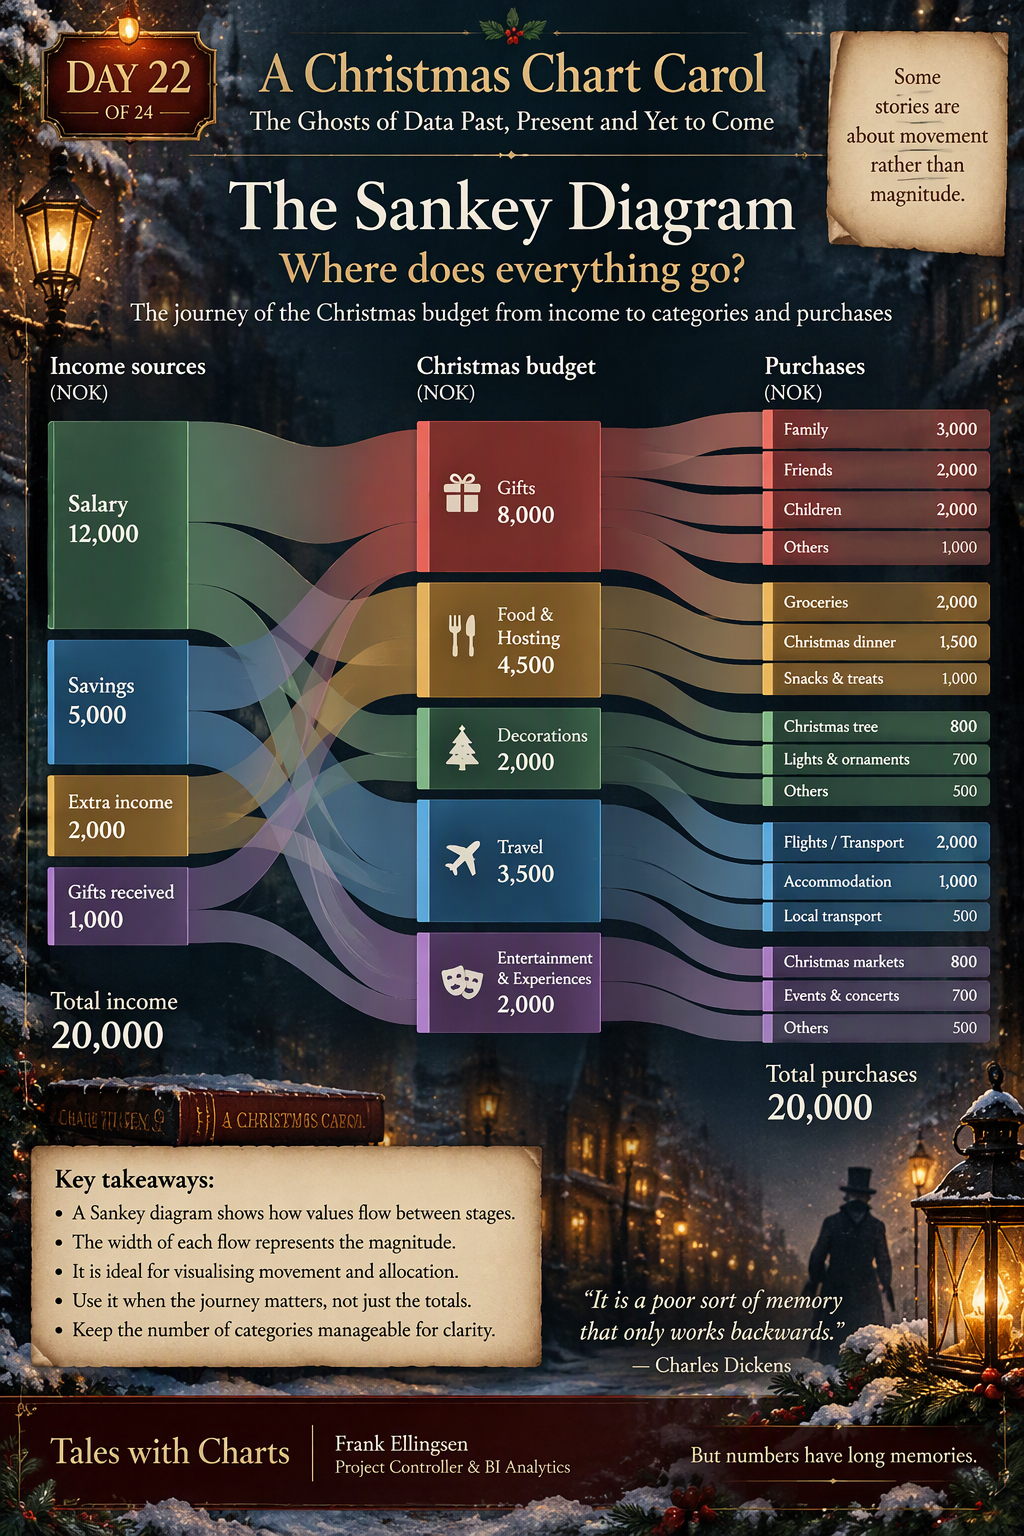 DAY 22
OF 24
A Christmas Chart Carol
The Ghosts of Data Past, Present and Yet to Come
Some
stories are
about movement
rather than
magnitude.
The Sankey Diagram
Where does everything go?
The journey of the Christmas budget from income to categories and purchases
Income sources
(NOK)
Salary
12,000
Savings
5,000
Extra income
2,000
Gifts received
1,000
Total income
20,000
Christmas budget
(NOK)
Gifts
8,000
Food &
Hosting
4,500
Decorations
2,000
Travel
3,500
Entertainment
& Experiences
2,000
Purchases
(NOK)
Family 3,000
Friends 2,000
Children 2,000
Others 1,000
Groceries 2,000
Christmas dinner 1,500
Snacks & treats 1,000
Christmas tree 800
Lights & ornaments 700
Others 500
Flights / Transport 2,000
Accommodation 1,000
Local transport 500
Christmas markets 800
Events & concerts 700
Others 500
Total purchases
20,000
A CHRISTMAS CAROL
Key takeaways:
• A Sankey diagram shows how values flow between stages.
• The width of each flow represents the magnitude.
• It is ideal for visualising movement and allocation.
• Use it when the journey matters, not just the totals.
• Keep the number of categories manageable for clarity.
“It is a poor sort of memory
that only works backwards.”
— Charles Dickens
Tales with Charts
Frank Ellingsen
Project Controller & BI Analytics
But numbers have long memories.